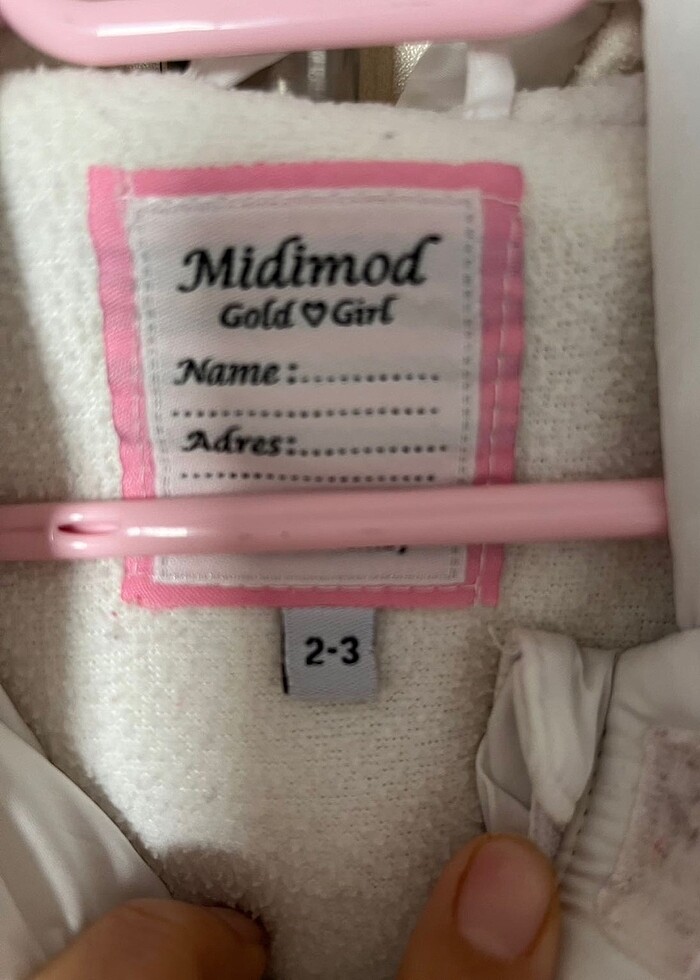 Midimod
Gold ♡ Girl
Name:...........
......................
Adres:............
......................
2-3